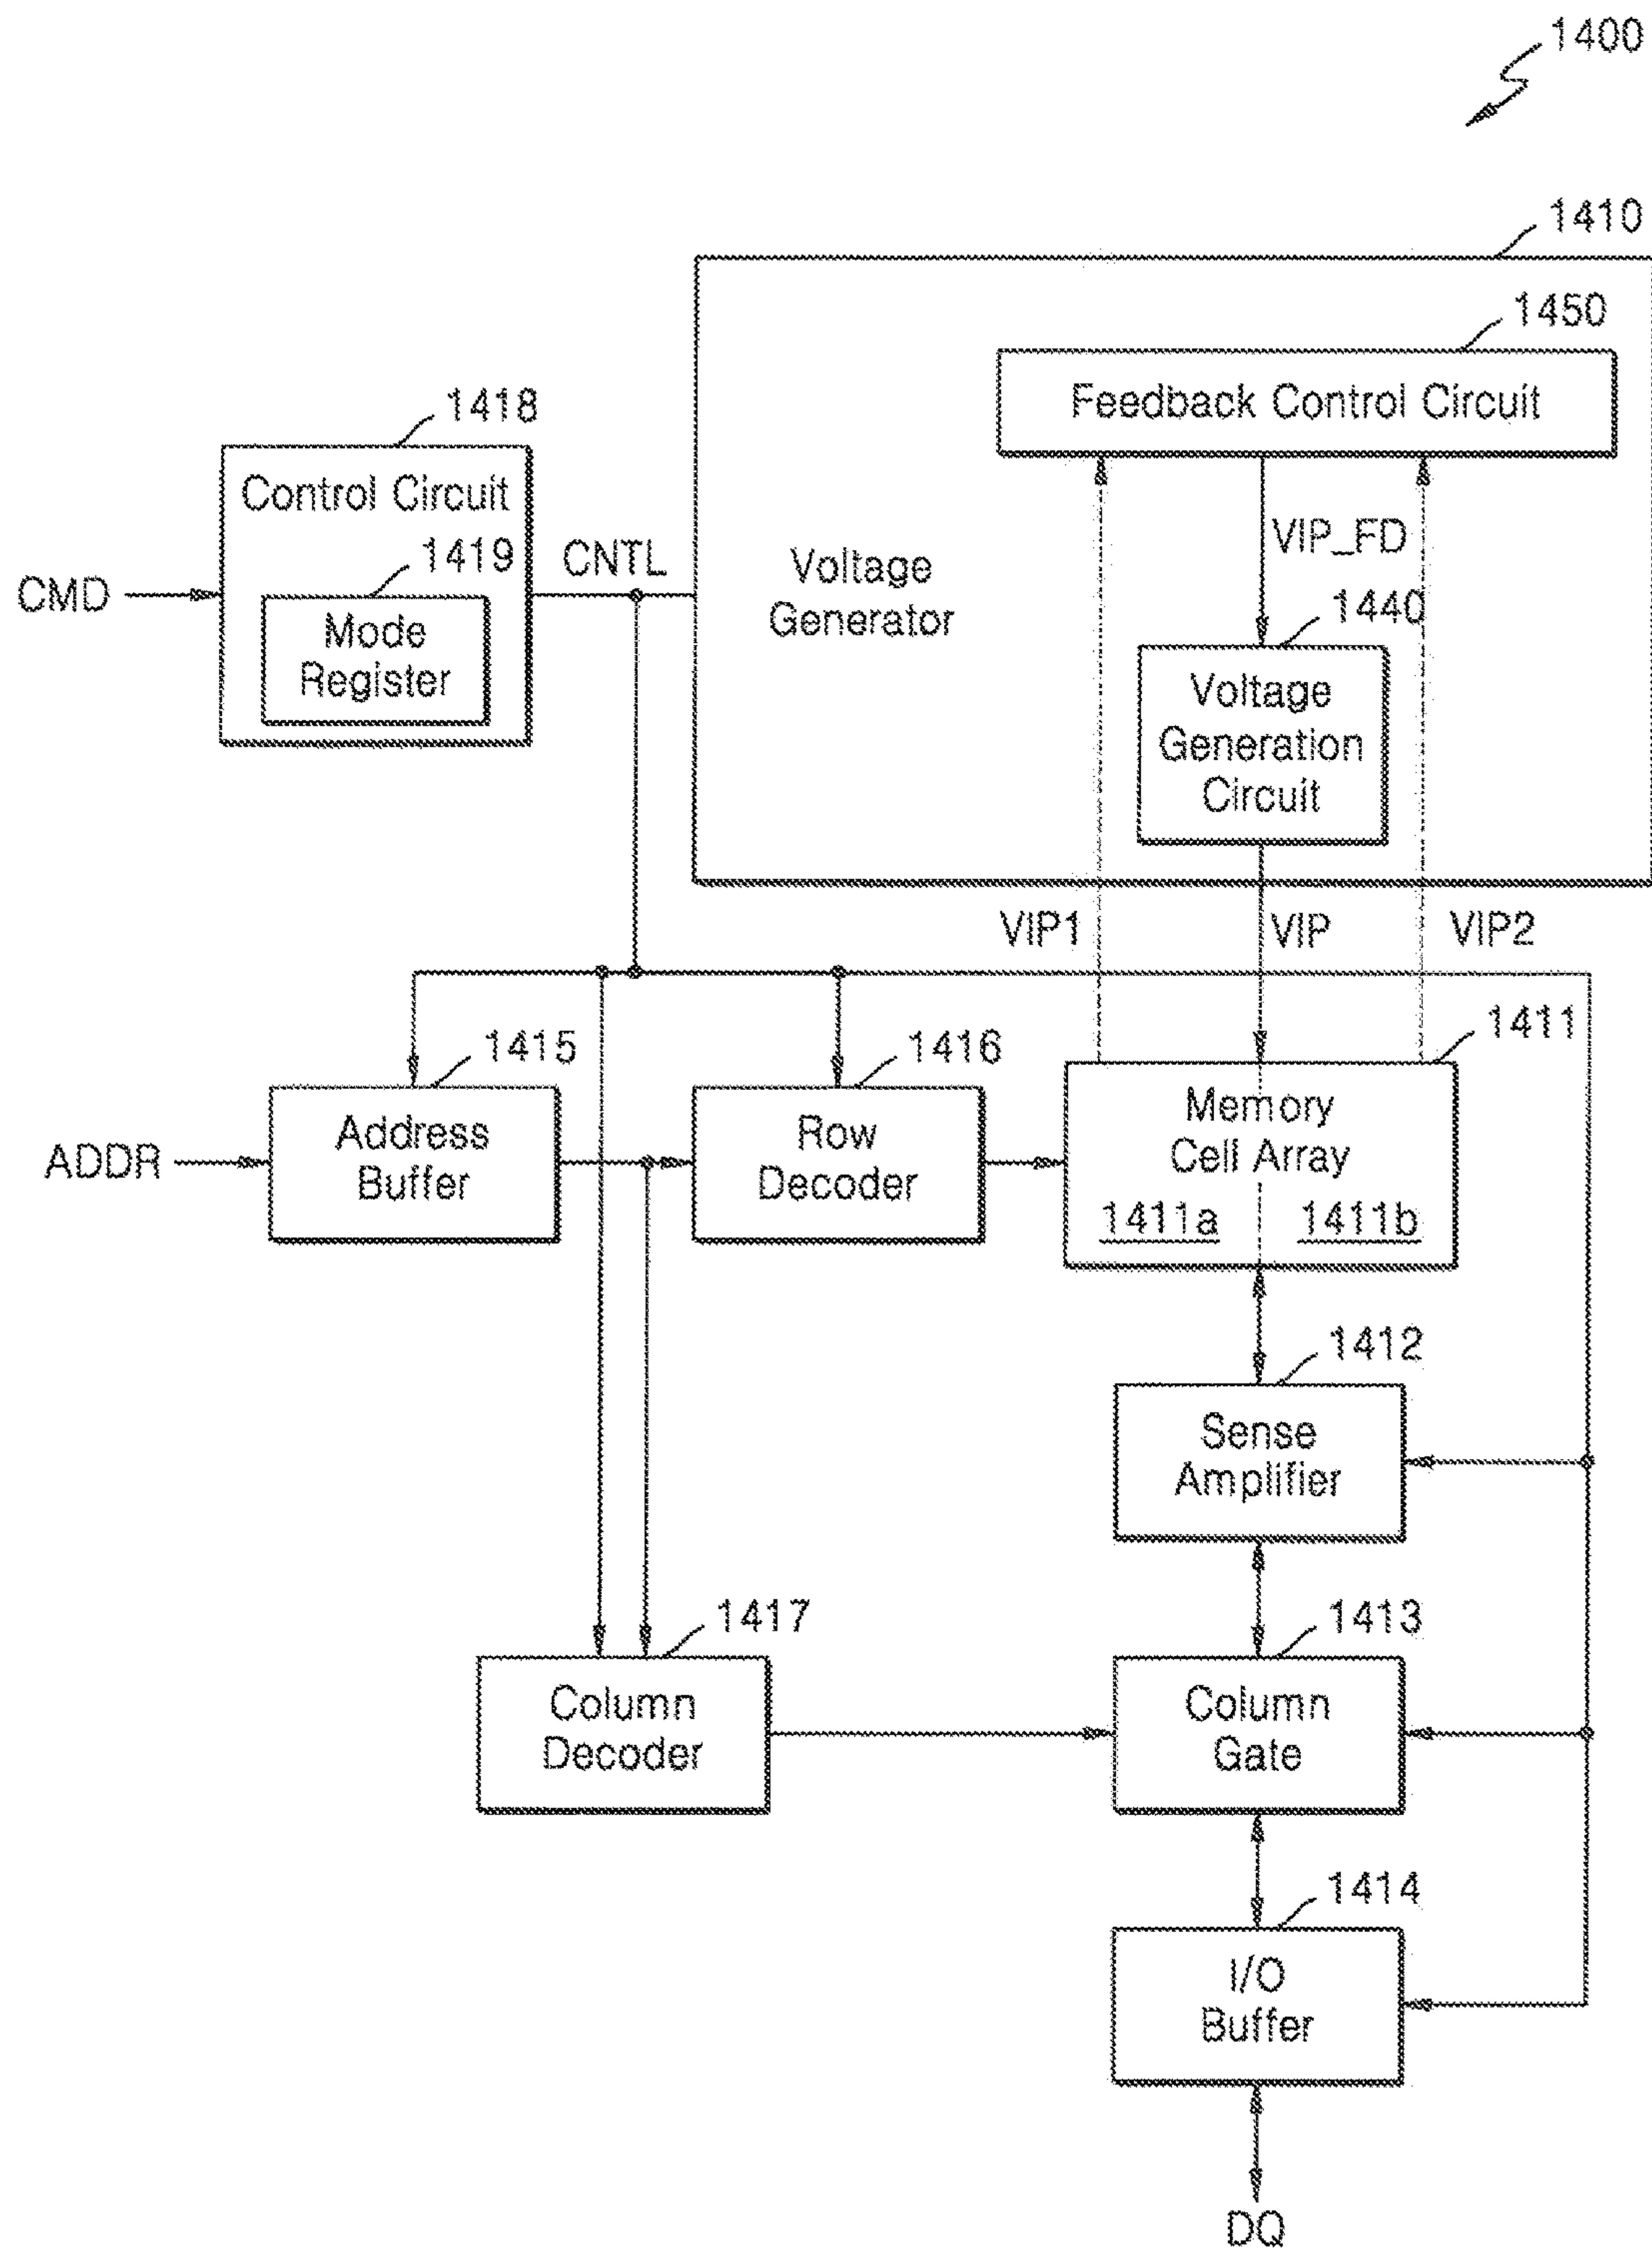 1400
1410
1450
Feedback Control Circuit
1418
Control Circuit
1419
Mode
Register
CMD
CNTL
Voltage
Generator
VIP_FD
1440
Voltage
Generation
Circuit
VIP1
VIP
VIP2
1411
1415
1416
Address
Buffer
ADDR
Row
Decoder
Memory
Cell Array
1411a
1411b
1412
Sense
Amplifier
1417
1413
Column
Decoder
Column
Gate
1414
I/O
Buffer
DQ